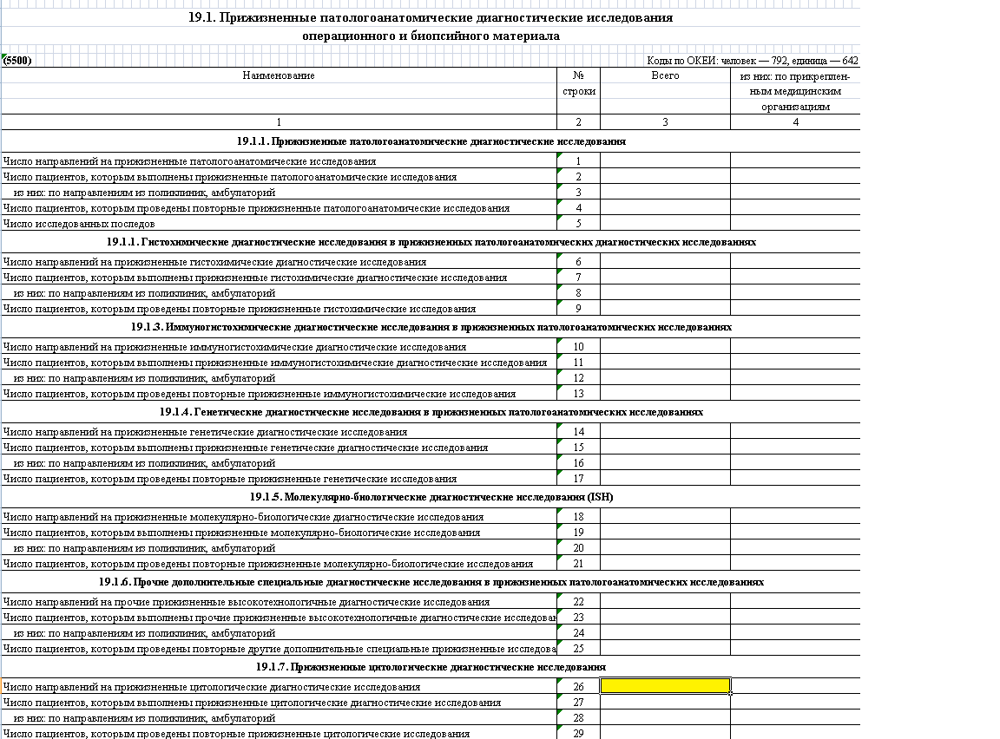 19.1. Прижизненные патологоанатомические диагностические исследования
операционного и биопсийного материала
(5500) Коды по ОКЕИ: человек — 792, единица — 642
Наименование № Всего из них: по прикреплен-
строки ным медицинским
организациям
1 2 3 4
19.1.1. Прижизненные патологоанатомические диагностические исследования
Число направлений на прижизненные патологоанатомические исследования 1
Число пациентов, которым выполнены прижизненные патологоанатомические исследования 2
из них: по направлениям из поликлиник, амбулаторий 3
Число пациентов, которым проведены повторные прижизненные патологоанатомические исследования 4
Число исследованных последов 5
19.1.1. Гистохимические диагностические исследования в прижизненных патологоанатомических диагностических исследованиях
Число направлений на прижизненные гистохимические диагностические исследования 6
Число пациентов, которым выполнены прижизненные гистохимические диагностические исследования 7
из них: по направлениям из поликлиник, амбулаторий 8
Число пациентов, которым проведены повторные прижизненные гистохимические исследования 9
19.1.3. Иммуногистохимические диагностические исследования в прижизненных патологоанатомических исследованиях
Число направлений на прижизненные иммуногистохимические диагностические исследования 10
Число пациентов, которым выполнены прижизненные иммуногистохимические диагностические исследования 11
из них: по направлениям из поликлиник, амбулаторий 12
Число пациентов, которым проведены повторные прижизненные иммуногистохимические исследования 13
19.1.4. Генетические диагностические исследования в прижизненных патологоанатомических исследованиях
Число направлений на прижизненные генетические диагностические исследования 14
Число пациентов, которым выполнены прижизненные генетические диагностические исследования 15
из них: по направлениям из поликлиник, амбулаторий 16
Число пациентов, которым проведены повторные прижизненные генетические исследования 17
19.1.5. Молекулярно-биологические диагностические исследования (ISH)
Число направлений на прижизненные молекулярно-биологические диагностические исследования 18
Число пациентов, которым выполнены прижизненные молекулярно-биологические исследования 19
из них: по направлениям из поликлиник, амбулаторий 20
Число пациентов, которым проведены повторные прижизненные молекулярно-биологические исследования 21
19.1.6. Прочие дополнительные специальные диагностические исследования в прижизненных патологоанатомических исследованиях
Число направлений на прочие прижизненные высокотехнологичные диагностические исследования 22
Число пациентов, которым выполнены прочие прижизненные высокотехнологичные диагностические исследован 23
из них: по направлениям из поликлиник, амбулаторий 24
Число пациентов, которым проведены повторные другие дополнительные специальные прижизненные исследова 25
19.1.7. Прижизненные цитологические диагностические исследования
Число направлений на прижизненные цитологические диагностические исследования 26
Число пациентов, которым выполнены прижизненные цитологические диагностические исследования 27
из них: по направлениям из поликлиник, амбулаторий 28
Число пациентов, которым проведены повторные прижизненные цитологические исследования 29